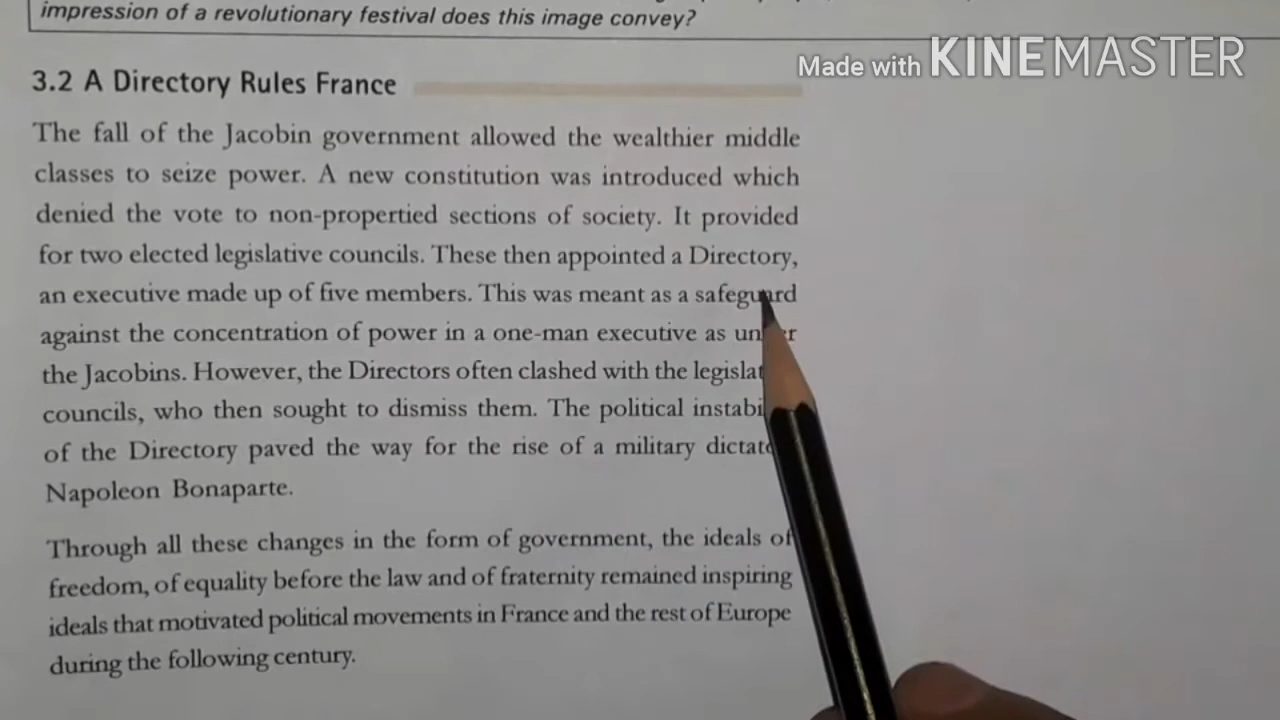 impression of a revolutionary festival does this image convey?
Made with KINEMASTER
3.2 A Directory Rules France
The fall of the Jacobin government allowed the wealthier middle
classes to seize power. A new constitution was introduced which
denied the vote to non-propertied sections of society. It provided
for two elected legislative councils. These then appointed a Directory,
an executive made up of five members. This was meant as a safeguard
against the concentration of power in a one-man executive as
the Jacobins. However, the Directors often clashed with the
councils, who then sought to dismiss them. The political
of the Directory paved the way for the rise of a military
Napoleon Bonaparte.
Through all these changes in the form of government, the ideals of
freedom, of equality before the law and of fraternity remained inspiring
ideals that motivated political movements in France and the rest of Europe
during the following century.